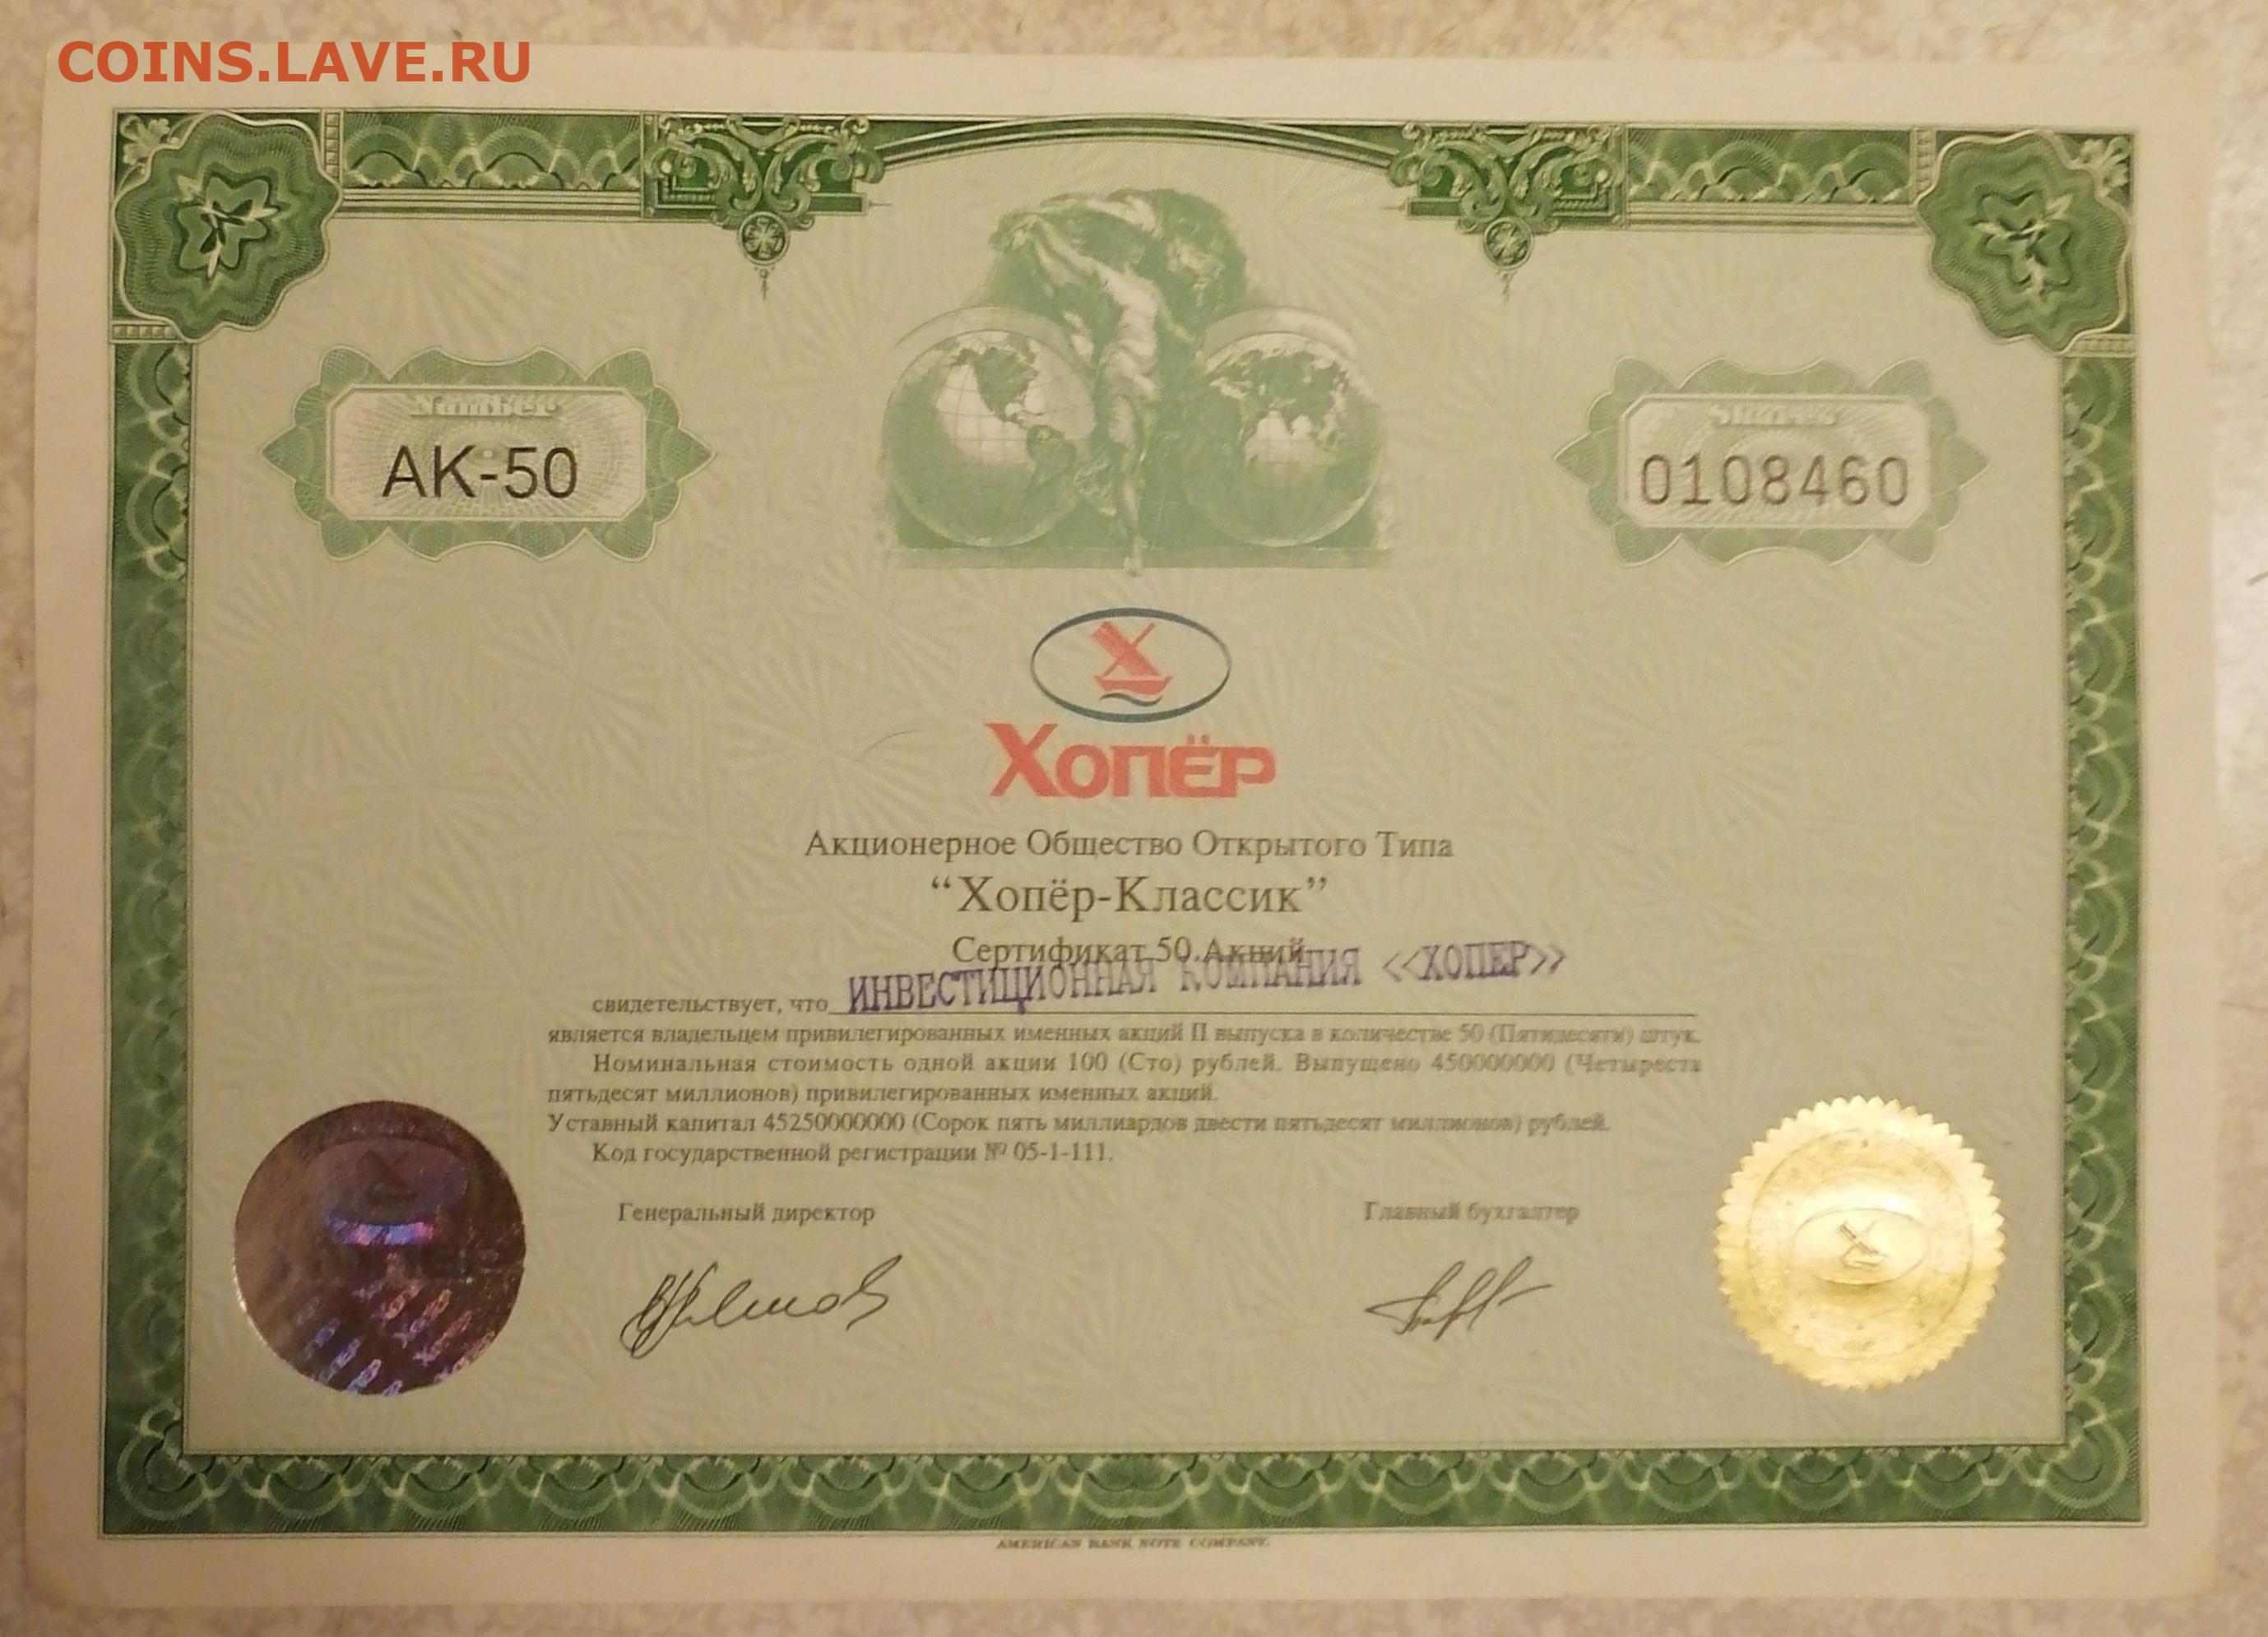 COINS.LAVE.RU
Number
АК-50
Shares
0108460
Хопёр
Акционерное Общество Открытого Типа
“Хопёр-Классик”
Сертификат 50 Акций
ИНВЕСТИЦИОННАЯ КОМПАНИЯ <<ХОПЕР>>
свидетельствует, что
является владельцем привилегированных именных акций II выпуска в количестве 50 (Пятидесяти) штук.
Номинальная стоимость одной акции 100 (Сто) рублей. Выпущено 450000000 (Четыреста
пятьдесят миллионов) привилегированных именных акций.
Уставный капитал 45250000000 (Сорок пять миллиардов двести пятьдесят миллионов) рублей.
Код государственной регистрации № 05-1-111.
Генеральный директор
Главный бухгалтер
AMERICAN BANK NOTE COMPANY.